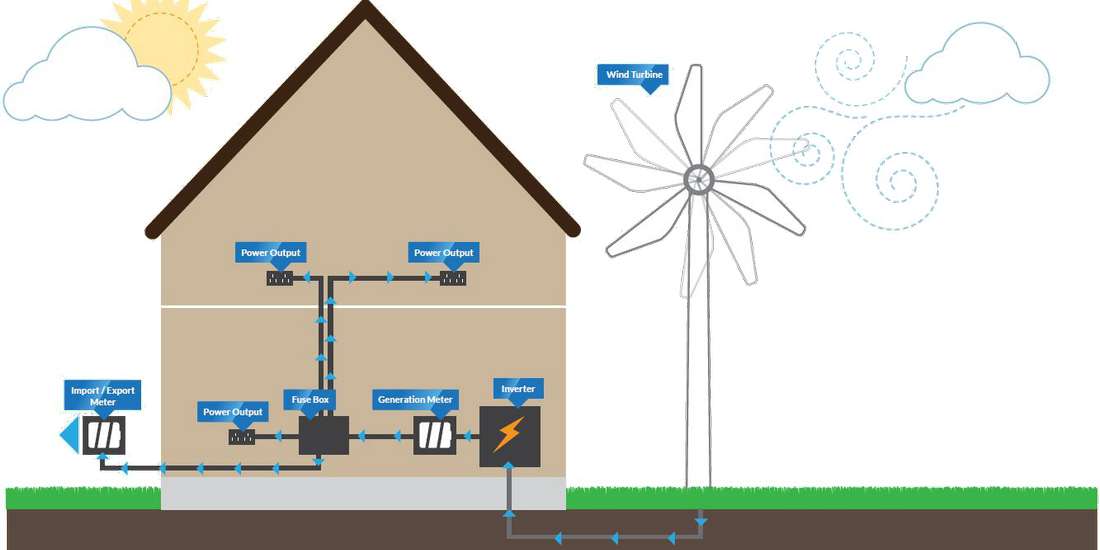 Wind Turbine
Power Output
Power Output
Import / Export
Meter
Power Output
Fuse Box
Generation Meter
Inverter